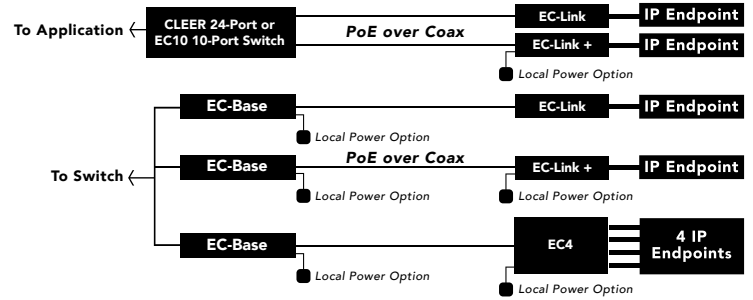 To Application
CLEER 24-Port or
EC10 10-Port Switch
PoE over Coax
EC-Link
IP Endpoint
EC-Link +
IP Endpoint
Local Power Option
To Switch
EC-Base
Local Power Option
EC-Link
IP Endpoint
EC-Base
Local Power Option
PoE over Coax
EC-Link +
Local Power Option
IP Endpoint
EC-Base
Local Power Option
EC4
Local Power Option
4 IP
Endpoints